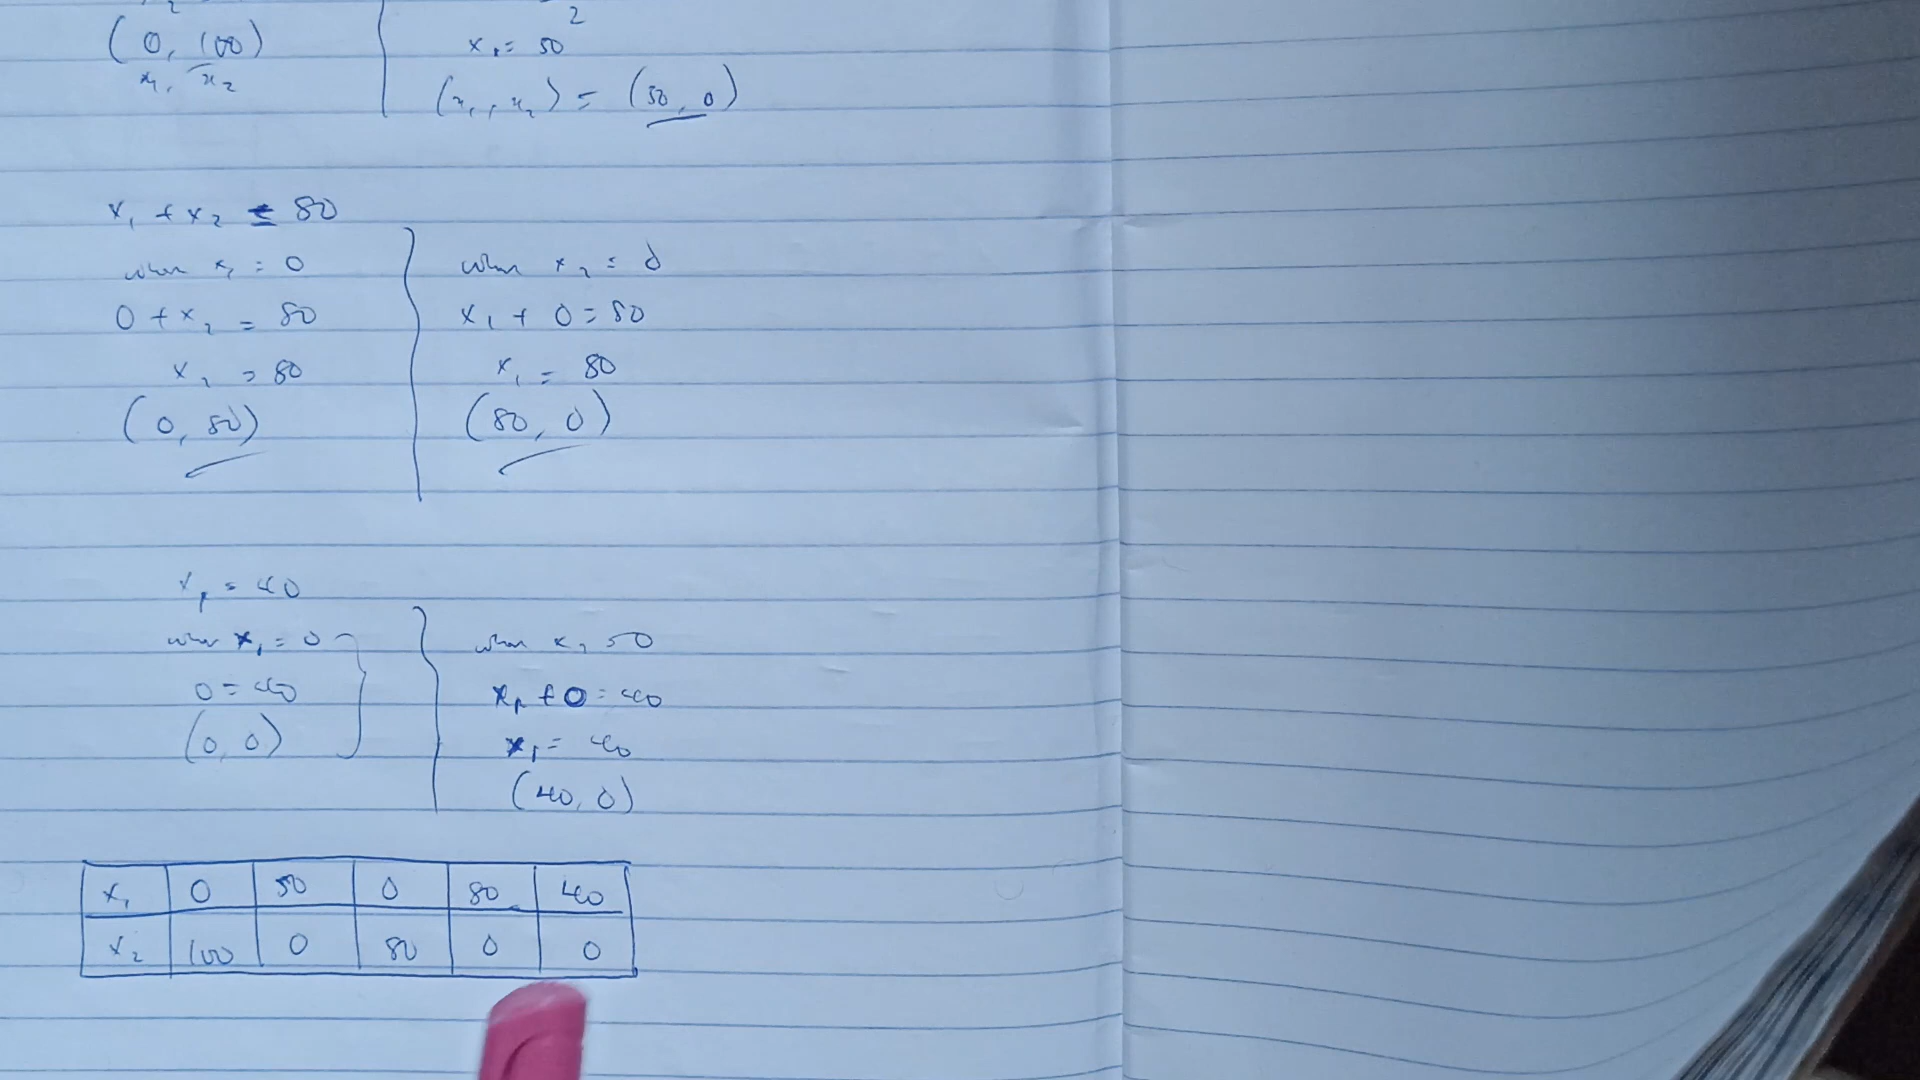 (0, 100)
x₁, x₂
2
x₁ = 50
(x₁, x₂) = (50, 0)
x₁ + x₂ ≤ 80
when x₁ = 0
0 + x₂ = 80
x₂ = 80
(0, 80)
when x₂ = 0
x₁ + 0 = 80
x₁ = 80
(80, 0)
x₁ = 40
when x₁ = 0
0 = 40
(0, 0)
when x₂ = 0
x₁ + 0 = 40
x₁ = 40
(40, 0)
x₁ 0 50 0 80 40
x₂ 100 0 80 0 0